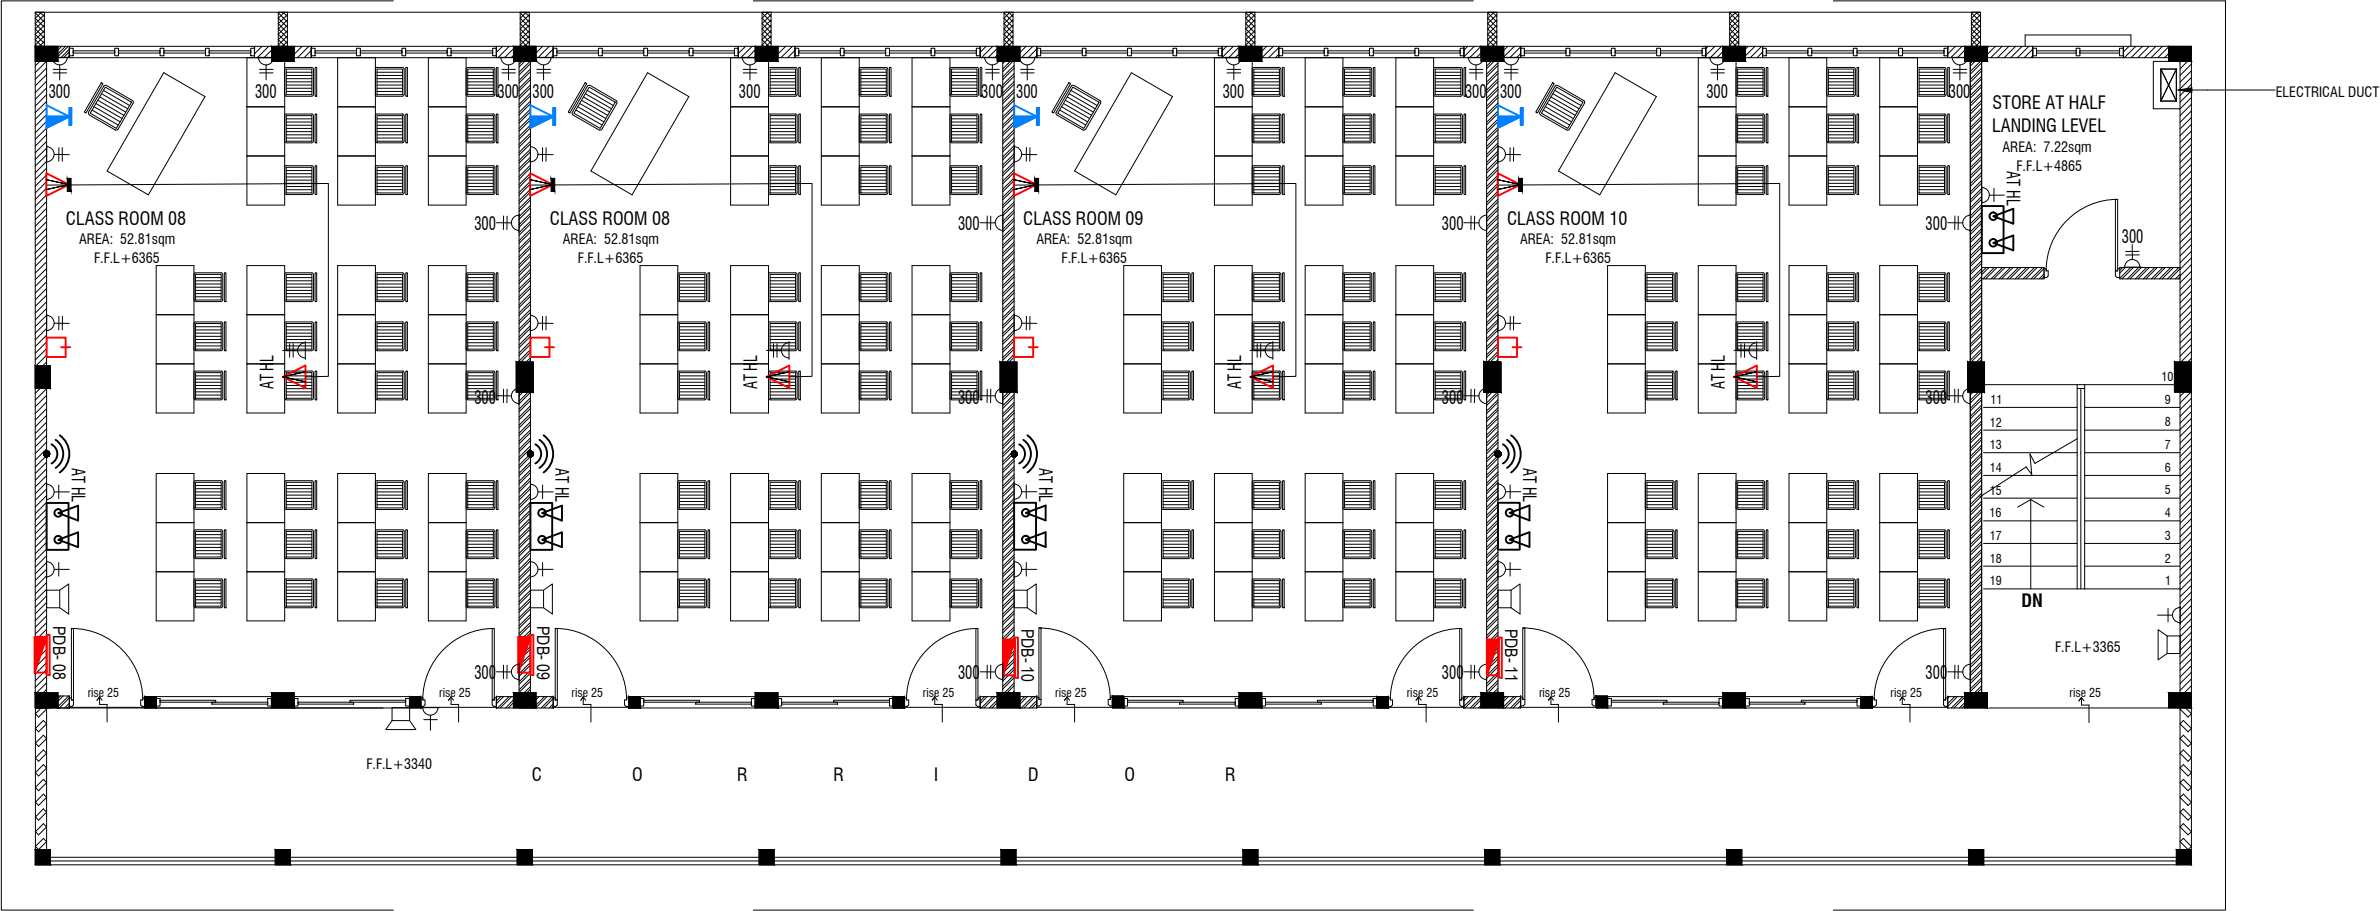 300
300
300
300
300
300
300
300
300
300
300
300
ELECTRICAL DUCT
STORE AT HALF
LANDING LEVEL
AREA: 7.22sqm
F.F.L+4865
AT HL
300
CLASS ROOM 08
AREA: 52.81sqm
F.F.L+6365
300
CLASS ROOM 08
AREA: 52.81sqm
F.F.L+6365
300
CLASS ROOM 09
AREA: 52.81sqm
F.F.L+6365
300
CLASS ROOM 10
AREA: 52.81sqm
F.F.L+6365
300
AT HL
300
AT HL
300
AT HL
300
AT HL
300
10
11
9
12
8
13
7
14
6
15
5
16
4
17
3
18
2
19
1
DN
AT HL
AT HL
AT HL
AT HL
PDB-08
PDB-09
PDB-10
PDB-11
300
300
300
300
F.F.L+3365
rise 25
rise 25
rise 25
rise 25
rise 25
rise 25
rise 25
rise 25
rise 25
F.F.L+3340
C O R R I D O R